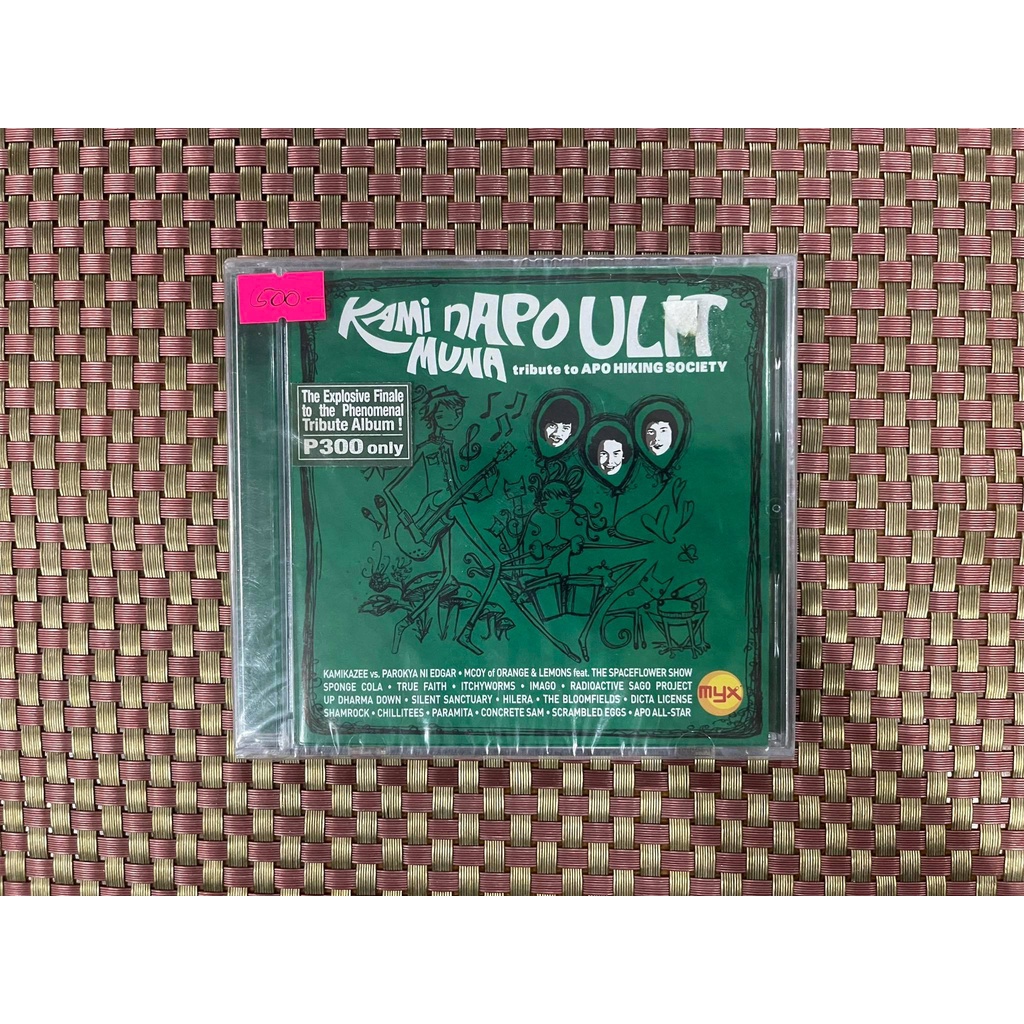 500-
KAMi nAPO MUNA ULIT
tribute to APO HIKING SOCIETY
The Explosive Finale
to the Phenomenal
Tribute Album !
P300 only
KAMIKAZEE vs. PAROKYA NI EDGAR • MCOY of ORANGE & LEMONS feat. THE SPACEFLOWER SHOW
SPONGE COLA • TRUE FAITH • ITCHYWORMS • IMAGO • RADIOACTIVE SAGO PROJECT
UP DHARMA DOWN • SILENT SANCTUARY • HILERA • THE BLOOMFIELDS • DICTA LICENSE
SHAMROCK • CHILLITEES • PARAMITA • CONCRETE SAM • SCRAMBLED EGGS • APO ALL-STAR
myx